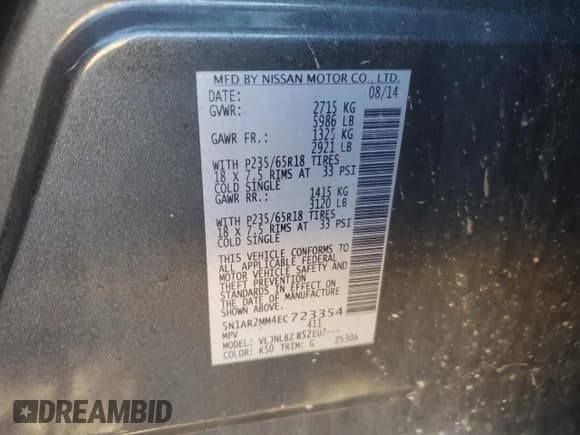 MFD BY NISSAN MOTOR CO., LTD.
DATE: 08/14
GVWR: 2715 KG
5986 LB
GAWR FR.: 1325 KG
2921 LB
WITH P235/65R18 TIRES
18 X 7.5 RIMS AT 33 PSI
COLD SINGLE
GAWR RR.: 1415 KG
3120 LB
WITH P235/65R18 TIRES
18 X 7.5 RIMS AT 33 PSI
COLD SINGLE
THIS VEHICLE CONFORMS TO
ALL APPLICABLE FEDERAL
MOTOR VEHICLE SAFETY AND
THEFT PREVENTION
STANDARDS IN EFFECT ON
THE DATE OF MANUFACTURE
SHOWN ABOVE.
5N1AR2MM4EC723354
MPV 411
MODEL: VLJNLBZ R52EU7---
COLOR: K50 TRIM: G 2530A
DREAMBID